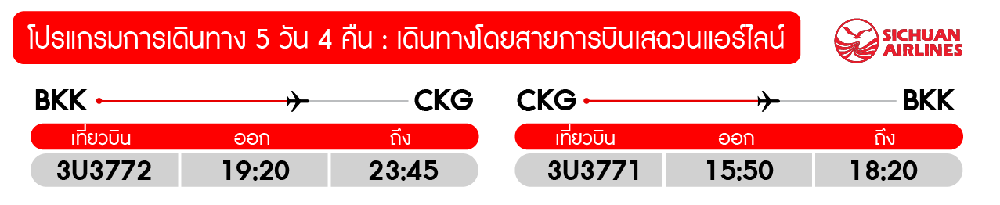 โปรแกรมการเดินทาง 5 วัน 4 คืน : เดินทางโดยสายการบินเสฉวนแอร์ไลน์
SICHUAN
AIRLINES
BKK CKG
เที่ยวบิน ออก ถึง
3U3772 19:20 23:45
CKG BKK
เที่ยวบิน ออก ถึง
3U3771 15:50 18:20